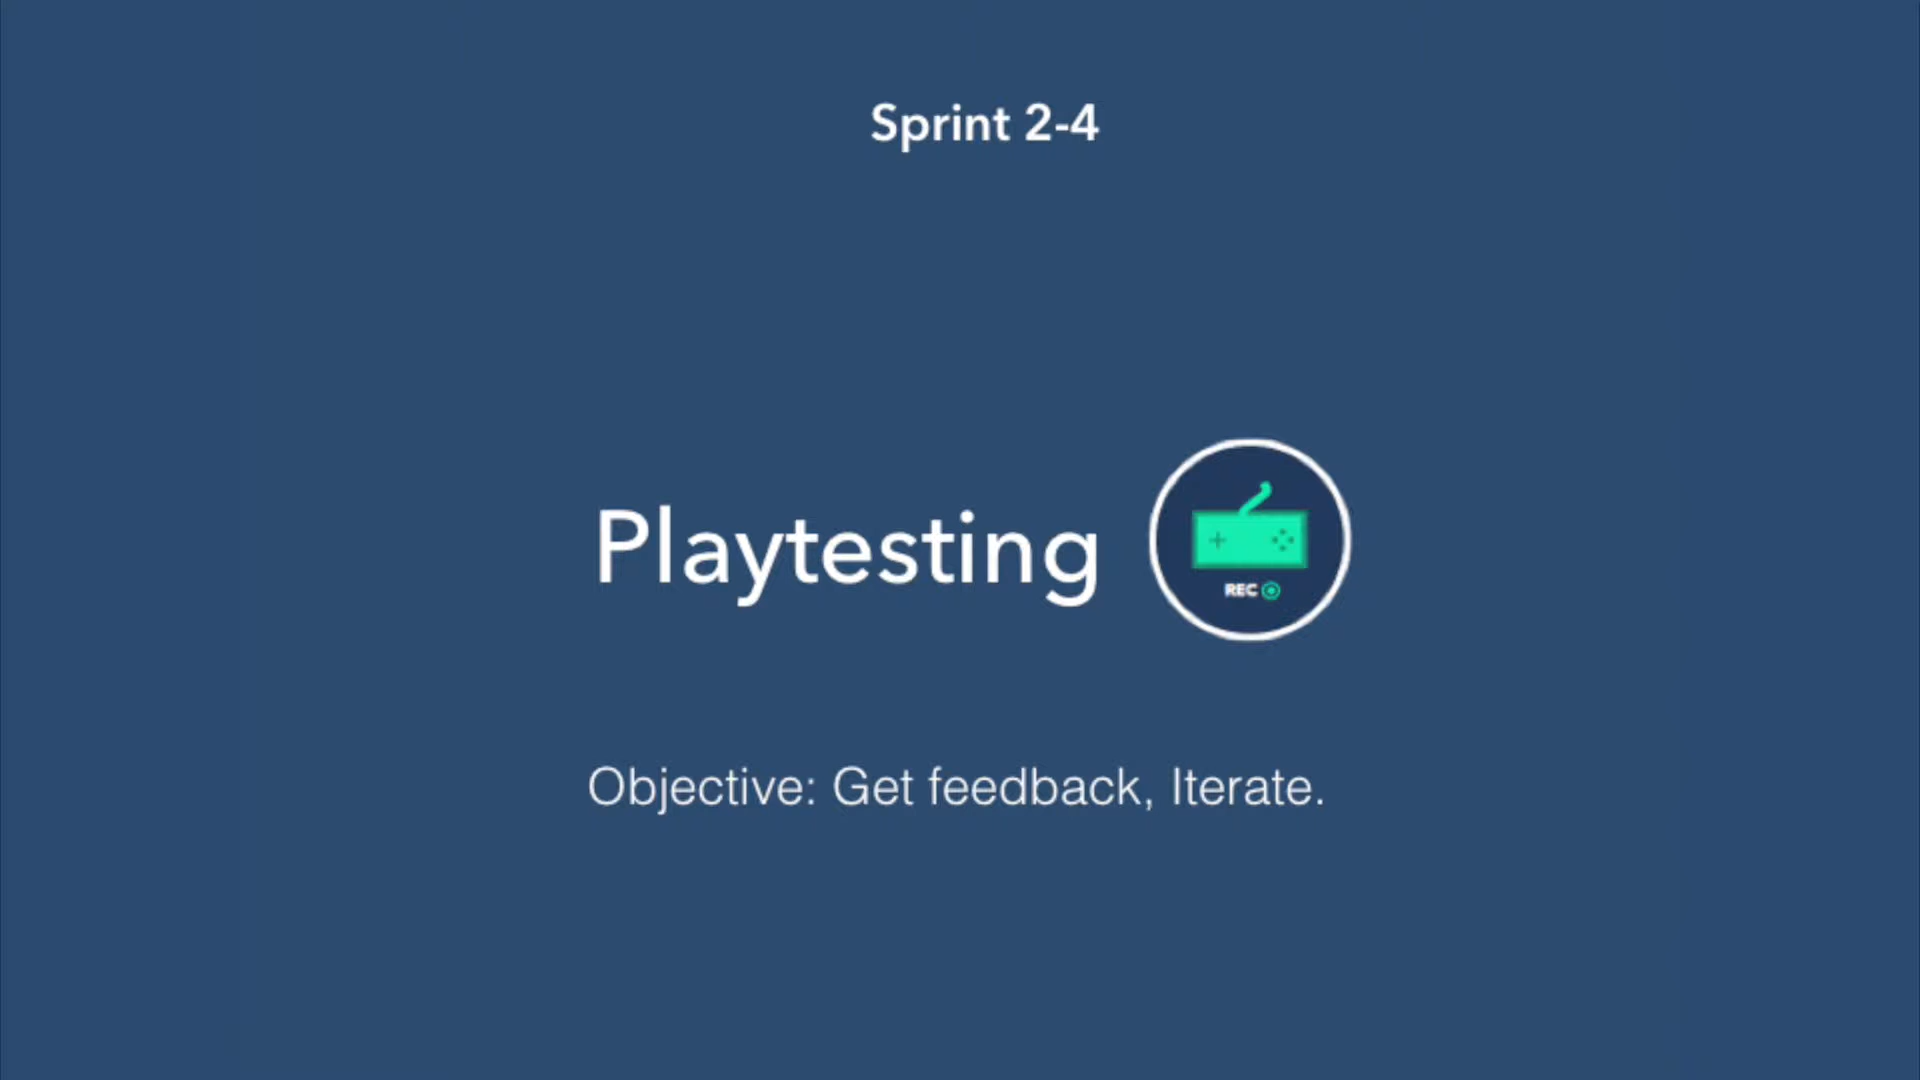 Sprint 2-4
Playtesting
REC
Objective: Get feedback, Iterate.